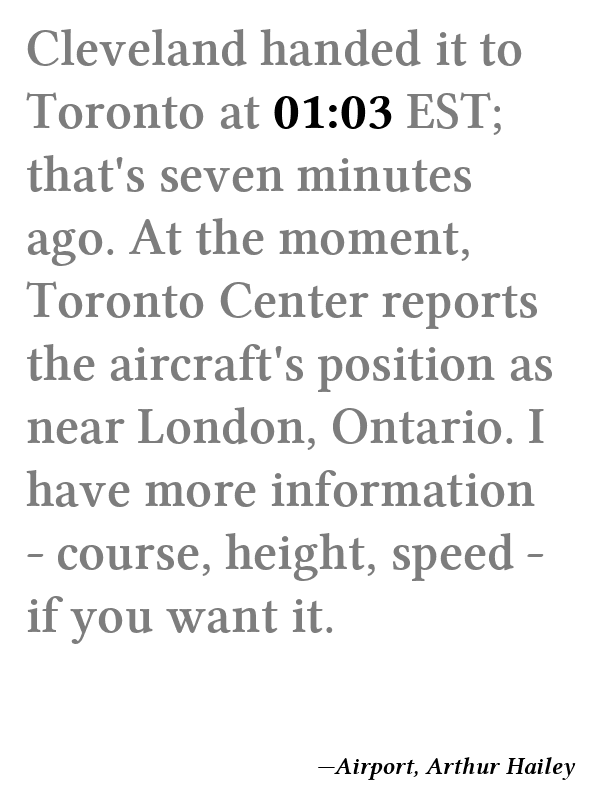 Cleveland handed it to
Toronto at 01:03 EST;
that's seven minutes
ago. At the moment,
Toronto Center reports
the aircraft's position as
near London, Ontario. I
have more information
- course, height, speed -
if you want it.
—Airport, Arthur Hailey